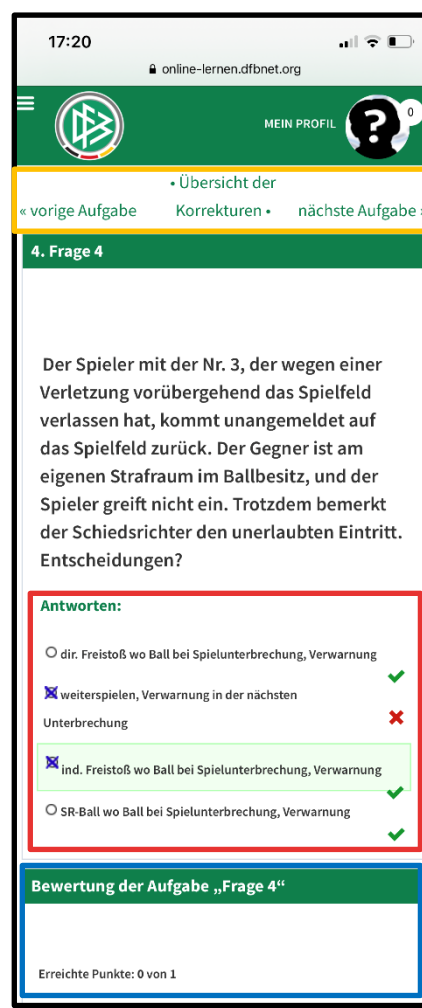 17:20
online-lernen.dfbnet.org
MEIN PROFIL
?
0
• Übersicht der
« vorige Aufgabe Korrekturen • nächste Aufgabe »
4. Frage 4
Der Spieler mit der Nr. 3, der wegen einer
Verletzung vorübergehend das Spielfeld
verlassen hat, kommt unangemeldet auf
das Spielfeld zurück. Der Gegner ist am
eigenen Strafraum im Ballbesitz, und der
Spieler greift nicht ein. Trotzdem bemerkt
der Schiedsrichter den unerlaubten Eintritt.
Entscheidungen?
Antworten:
dir. Freistoß wo Ball bei Spielunterbrechung, Verwarnung
weiterspielen, Verwarnung in der nächsten
Unterbrechung
ind. Freistoß wo Ball bei Spielunterbrechung, Verwarnung
SR-Ball wo Ball bei Spielunterbrechung, Verwarnung
Bewertung der Aufgabe „Frage 4“
Erreichte Punkte: 0 von 1